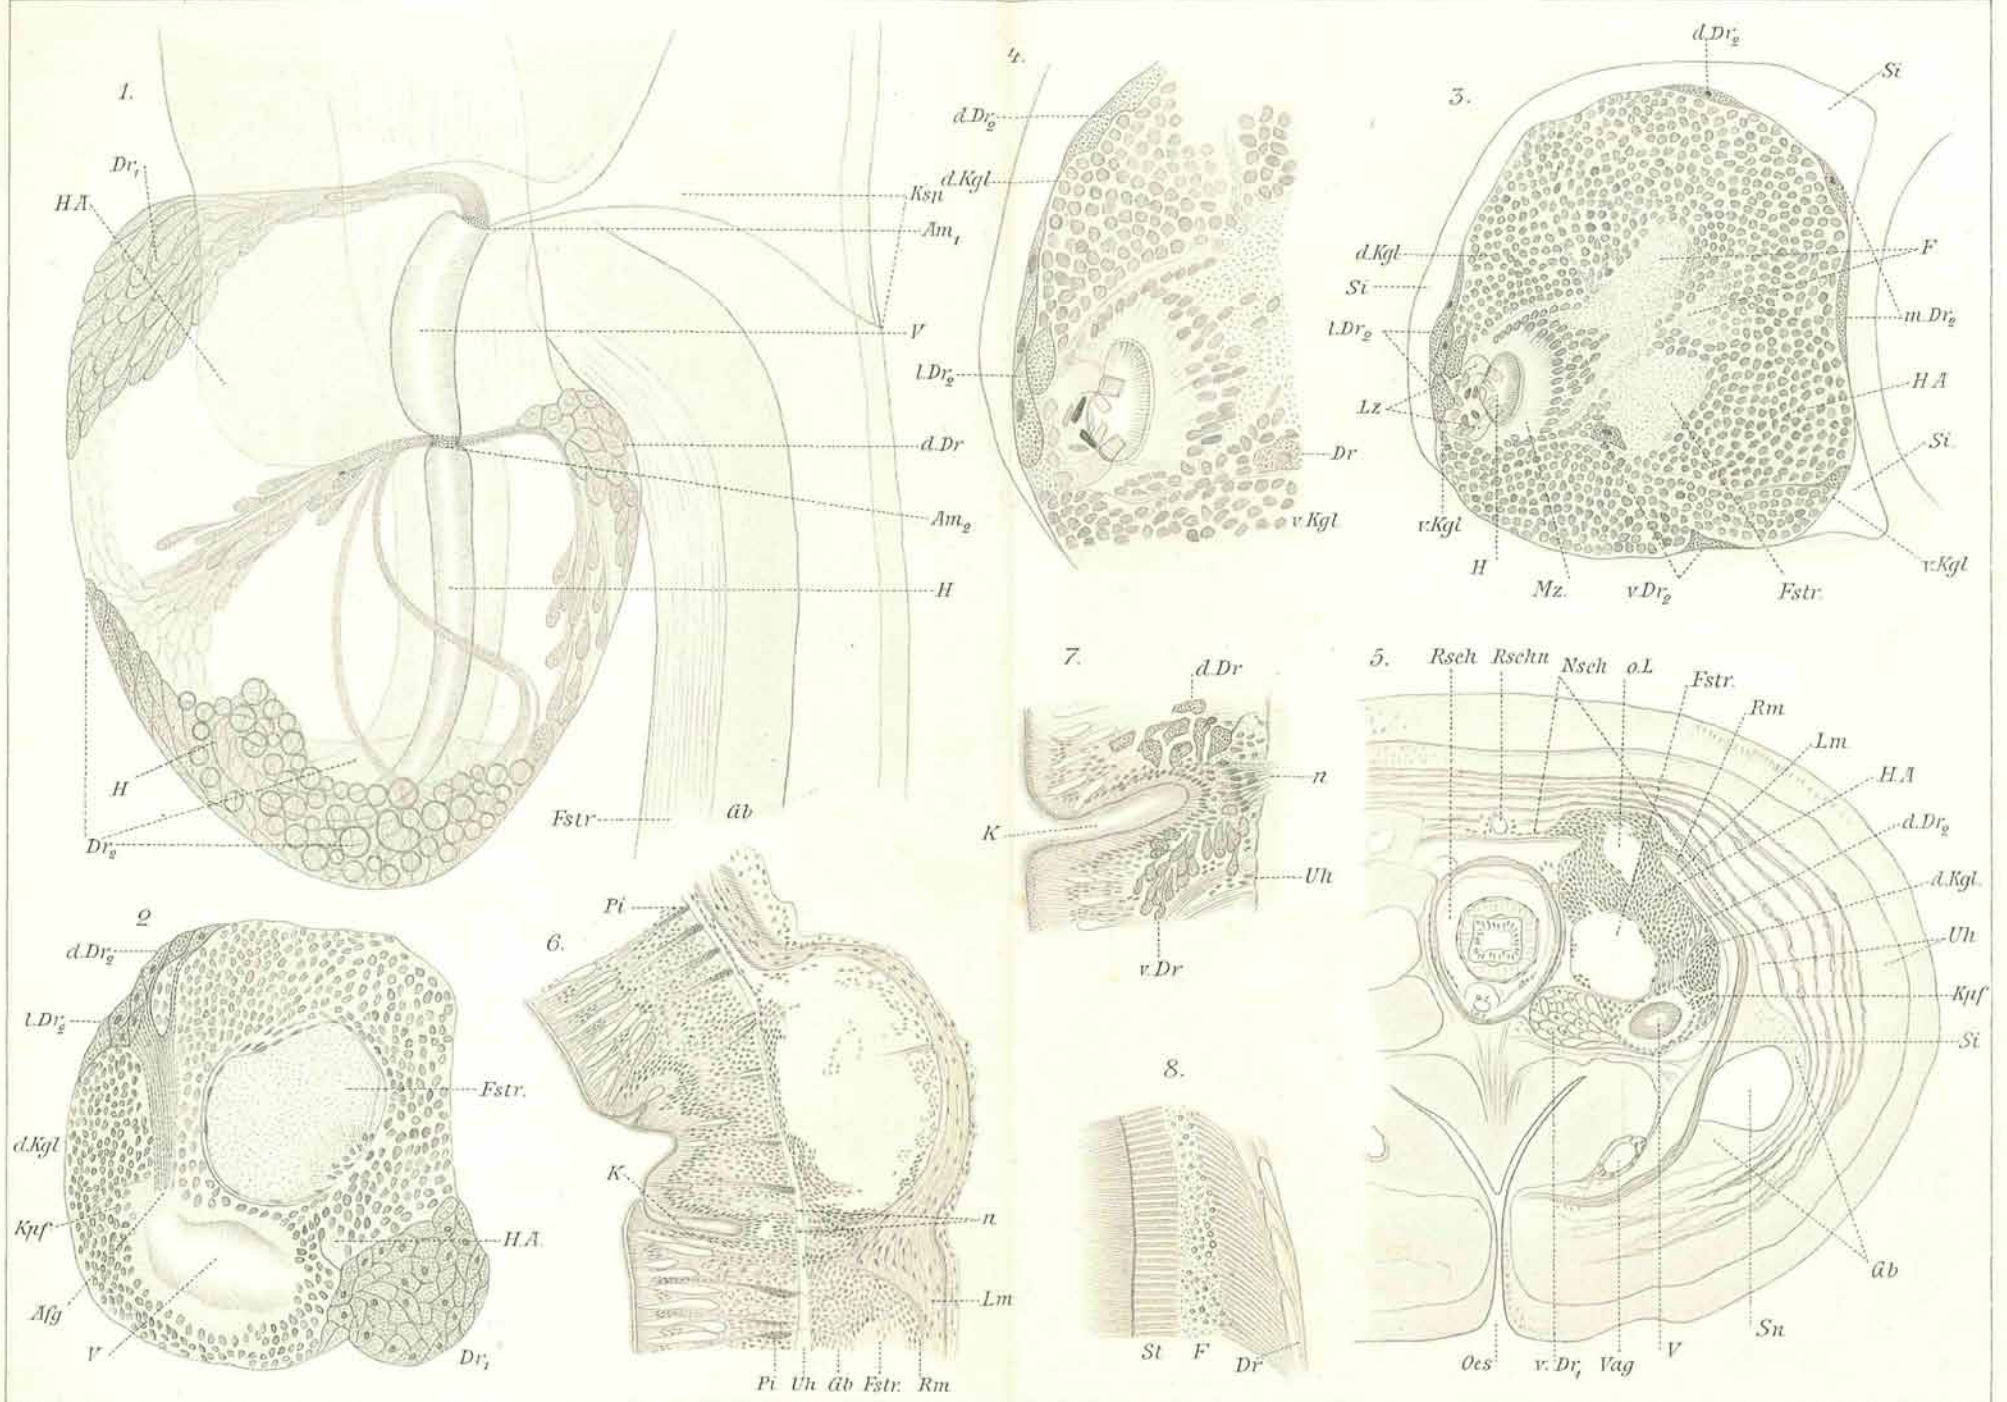 1.
Dr₁
HA
Ksp
Am₁
V
d.Dr
Am₂
H
H
Dr₂
Fstr
Gb
2
d.Dr₂
l.Dr₂
Fstr.
d.Kgl
Kpf
H.A.
Afg
V
Dr₁
4.
d.Dr₂
d.Kgl
l.Dr₂
Dr
v.Kgl
3.
d.Dr₂
Si
d.Kgl
F
Si
l.Dr₂
m.Dr₂
HA
Lz
Si.
v.Kgl
H
Mz.
v.Dr₂
Fstr.
v.Kgl
7.
d.Dr
n
K
Uh
v.Dr
6.
Pi
K
n
Lm
Pi Uh Gb Fstr. Rm
8.
St F Dr
5.
Rsch Rschn Nsch o.L
Fstr.
Rm
Lm
H.A
d.Dr₂
d.Kgl.
Uh
Kpf
Si
Gb
Sn
Oes v.Dr₁ Vag V